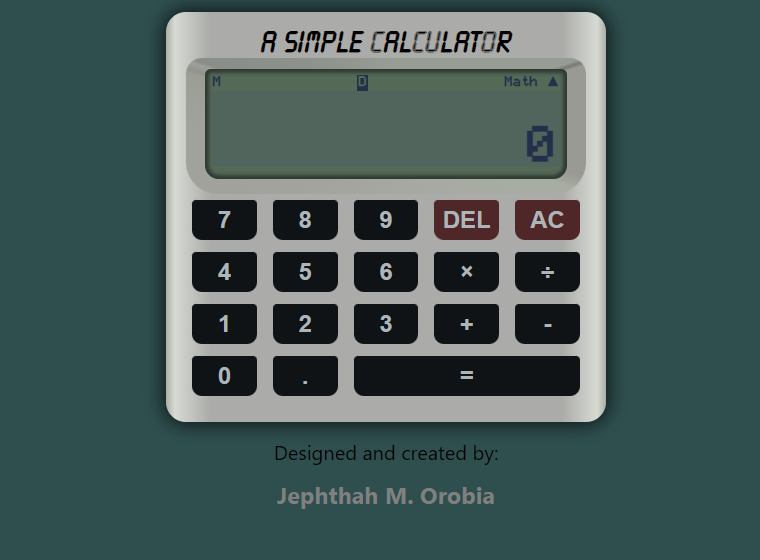 A SIMPLE CALCULATOR
M D Math ▲
0
7 8 9 DEL AC
4 5 6 × ÷
1 2 3 + -
0 . =
Designed and created by:
Jephthah M. Orobia